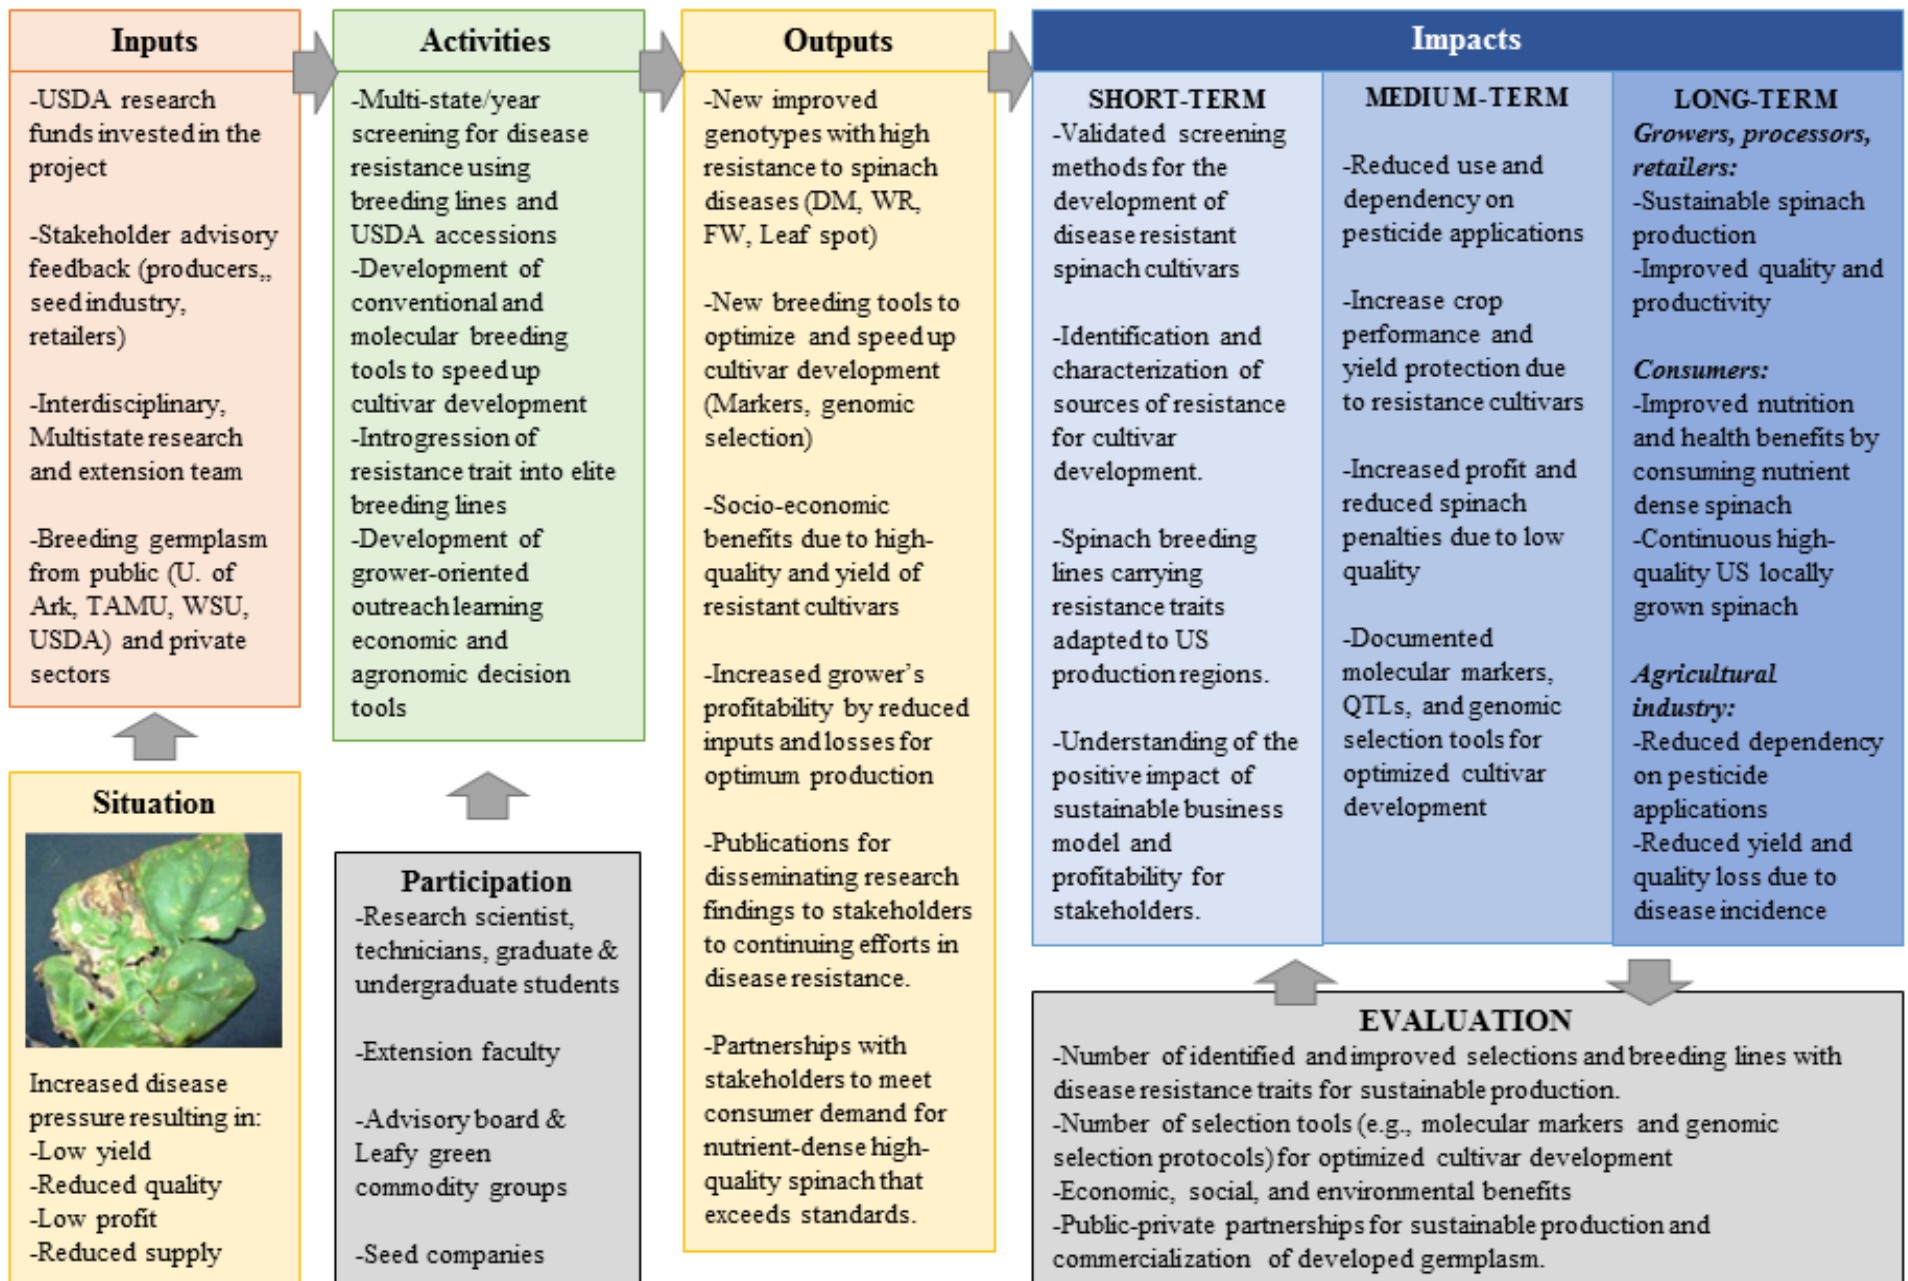 Inputs
-USDA research
funds invested in the
project
-Stakeholder advisory
feedback (producers,,
seed industry,
retailers)
-Interdisciplinary,
Multistate research
and extension team
-Breeding germplasm
from public (U. of
Ark, TAMU, WSU,
USDA) and private
sectors
Situation
Increased disease
pressure resulting in:
-Low yield
-Reduced quality
-Low profit
-Reduced supply
Activities
-Multi-state/year
screening for disease
resistance using
breeding lines and
USDA accessions
-Development of
conventional and
molecular breeding
tools to speed up
cultivar development
-Introgression of
resistance trait into elite
breeding lines
-Development of
grower-oriented
outreach learning
economic and
agronomic decision
tools
Participation
-Research scientist,
technicians, graduate &
undergraduate students
-Extension faculty
-Advisory board &
Leafy green
commodity groups
-Seed companies
Outputs
-New improved
genotypes with high
resistance to spinach
diseases (DM, WR,
FW, Leaf spot)
-New breeding tools to
optimize and speed up
cultivar development
(Markers, genomic
selection)
-Socio-economic
benefits due to high-
quality and yield of
resistant cultivars
-Increased grower’s
profitability by reduced
inputs and losses for
optimum production
-Publications for
disseminating research
findings to stakeholders
to continuing efforts in
disease resistance.
-Partnerships with
stakeholders to meet
consumer demand for
nutrient-dense high-
quality spinach that
exceeds standards.
Impacts
SHORT-TERM
-Validated screening
methods for the
development of
disease resistant
spinach cultivars
-Identification and
characterization of
sources of resistance
for cultivar
development.
-Spinach breeding
lines carrying
resistance traits
adapted to US
production regions.
-Understanding of the
positive impact of
sustainable business
model and
profitability for
stakeholders.
MEDIUM-TERM
-Reduced use and
dependency on
pesticide applications
-Increase crop
performance and
yield protection due
to resistance cultivars
-Increased profit and
reduced spinach
penalties due to low
quality
-Documented
molecular markers,
QTLs, and genomic
selection tools for
optimized cultivar
development
LONG-TERM
Growers, processors,
retailers:
-Sustainable spinach
production
-Improved quality and
productivity
Consumers:
-Improved nutrition
and health benefits by
consuming nutrient
dense spinach
-Continuous high-
quality US locally
grown spinach
Agricultural
industry:
-Reduced dependency
on pesticide
applications
-Reduced yield and
quality loss due to
disease incidence
EVALUATION
-Number of identified and improved selections and breeding lines with
disease resistance traits for sustainable production.
-Number of selection tools (e.g., molecular markers and genomic
selection protocols) for optimized cultivar development
-Economic, social, and environmental benefits
-Public-private partnerships for sustainable production and
commercialization of developed germplasm.